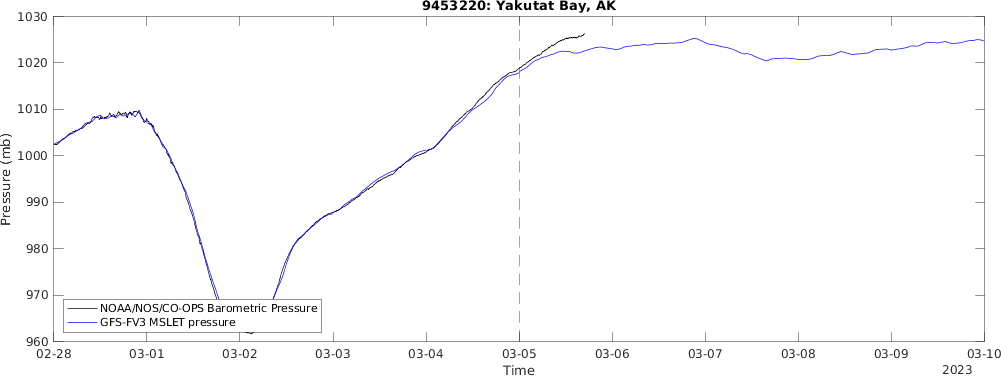 9453220: Yakutat Bay, AK
Pressure (mb)
1030
1020
1010
1000
990
980
970
960
NOAA/NOS/CO-OPS Barometric Pressure
GFS-FV3 MSLET pressure
02-28 03-01 03-02 03-03 03-04 03-05 03-06 03-07 03-08 03-09 03-10
Time
2023